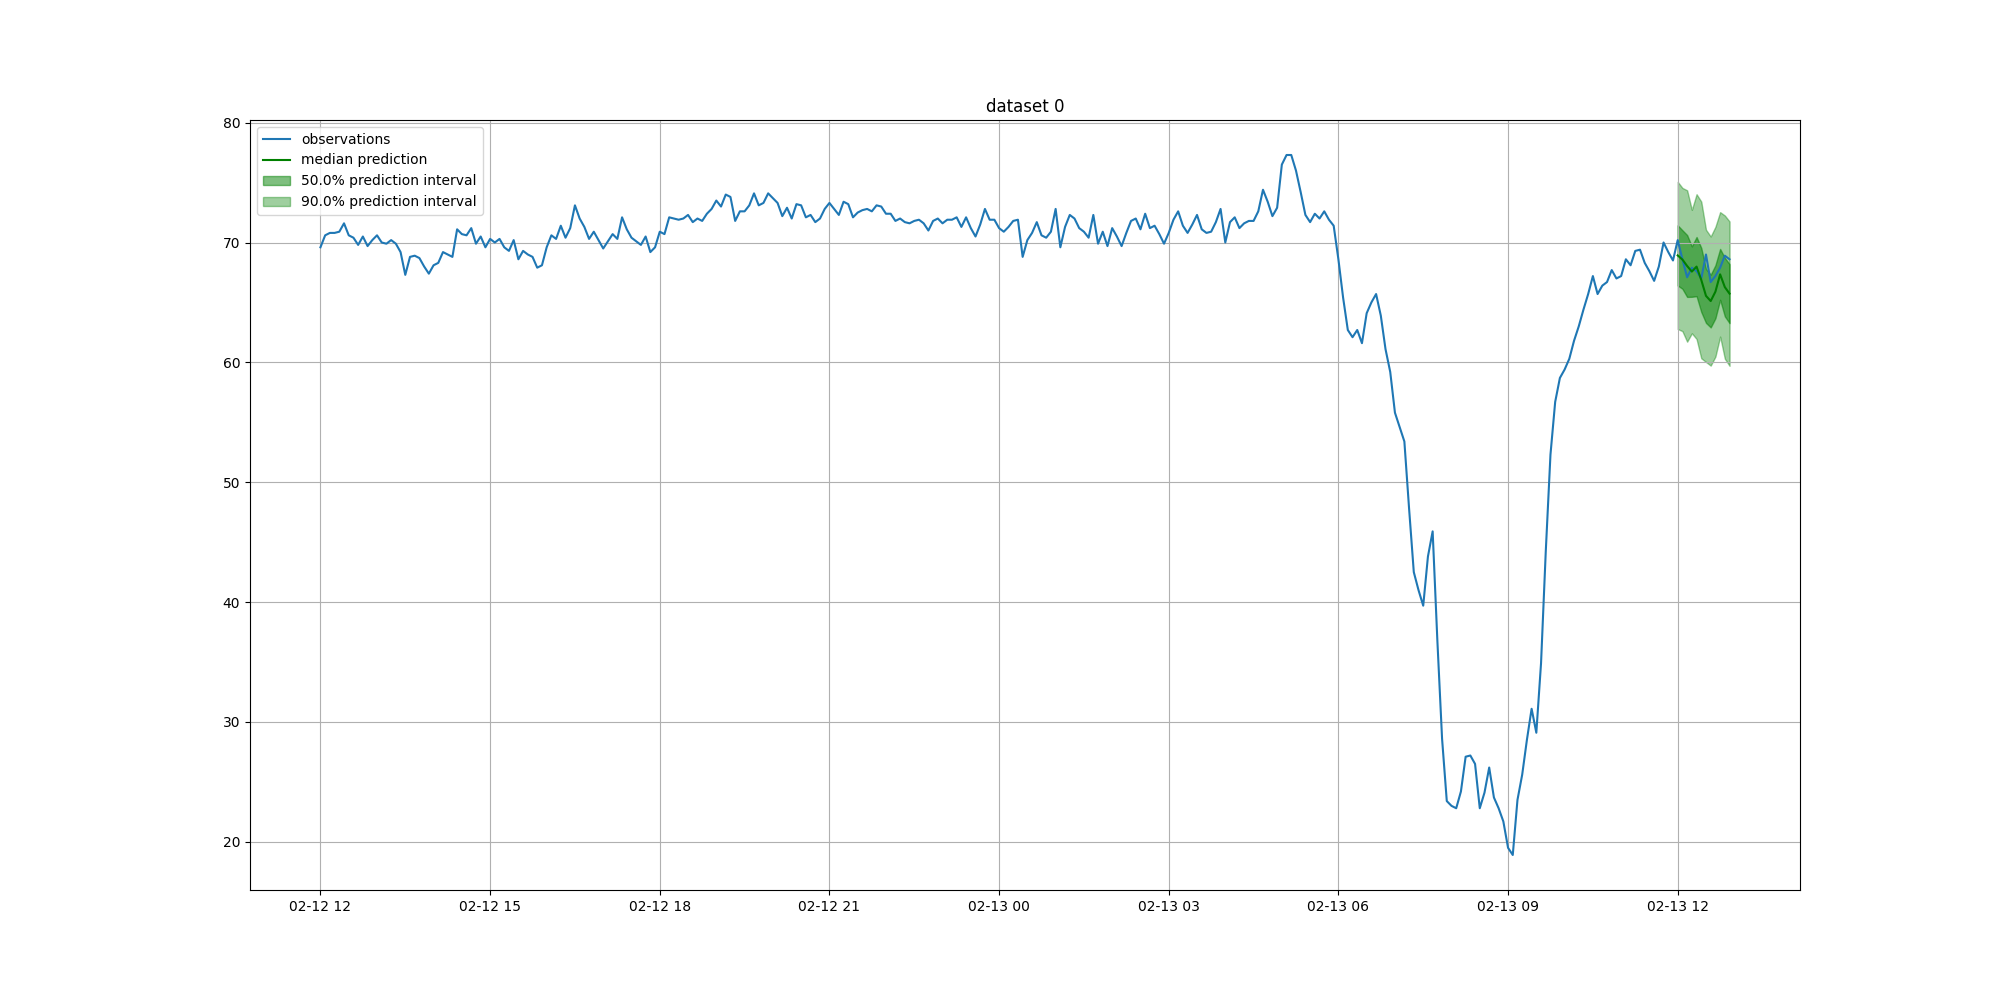 dataset 0
80
observations
median prediction
50.0% prediction interval
90.0% prediction interval
70
60
50
40
30
20
02-12 12 02-12 15 02-12 18 02-12 21 02-13 00 02-13 03 02-13 06 02-13 09 02-13 12